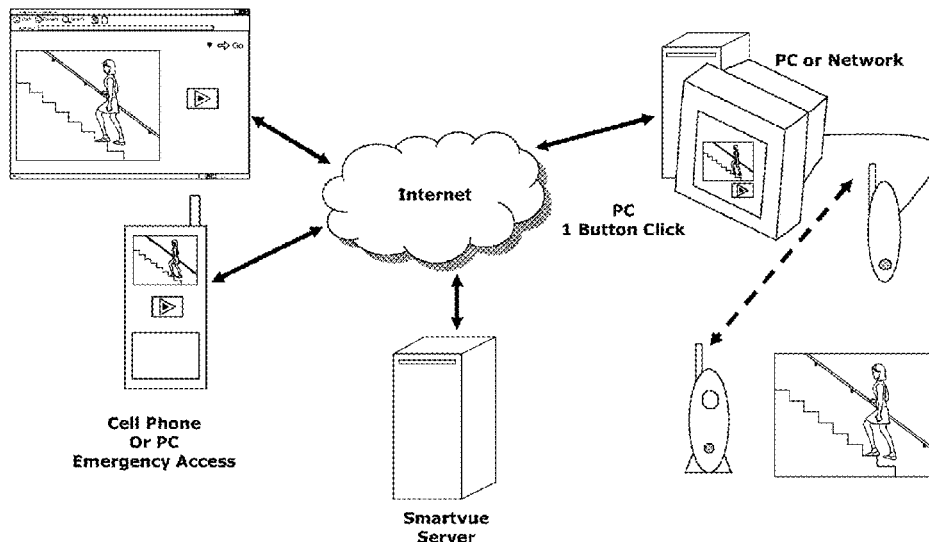 Go
PC or Network
Internet
PC
1 Button Click
Cell Phone
Or PC
Emergency Access
Smartvue
Server